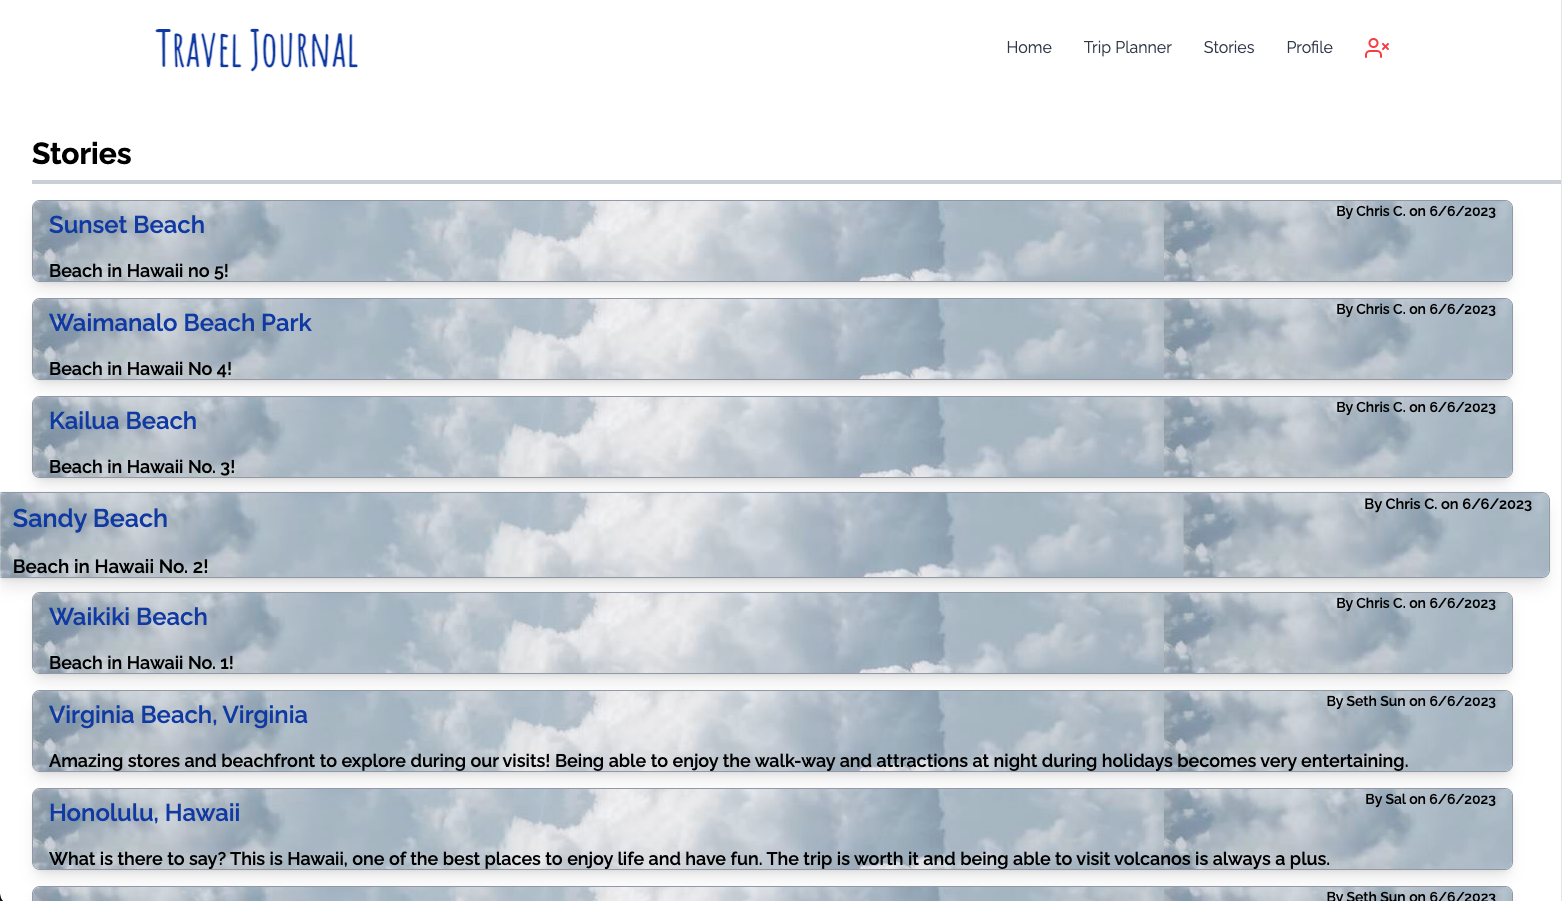 Travel Journal
Home Trip Planner Stories Profile
Stories
Sunset Beach
By Chris C. on 6/6/2023
Beach in Hawaii no 5!
Waimanalo Beach Park
By Chris C. on 6/6/2023
Beach in Hawaii No 4!
Kailua Beach
By Chris C. on 6/6/2023
Beach in Hawaii No. 3!
Sandy Beach
By Chris C. on 6/6/2023
Beach in Hawaii No. 2!
Waikiki Beach
By Chris C. on 6/6/2023
Beach in Hawaii No. 1!
Virginia Beach, Virginia
By Seth Sun on 6/6/2023
Amazing stores and beachfront to explore during our visits! Being able to enjoy the walk-way and attractions at night during holidays becomes very entertaining.
Honolulu, Hawaii
By Sal on 6/6/2023
What is there to say? This is Hawaii, one of the best places to enjoy life and have fun. The trip is worth it and being able to visit volcanos is always a plus.
By Seth Sun on 6/6/2023